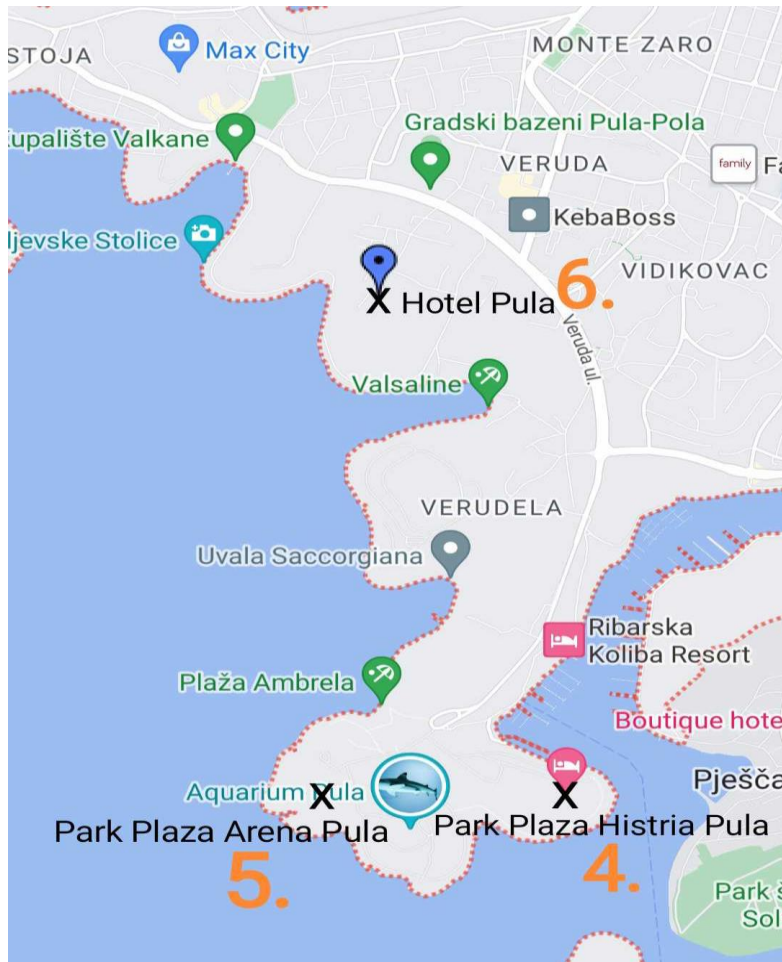 STOJA
Max City
MONTE ZARO
Kupalište Valkane
Gradski bazeni Pula-Pola
VERUDA
family
KebaBoss
Stolice
VIDIKOVAC
X Hotel Pula
6.
Veruda ul.
Valsaline
VERUDELA
Uvala Saccorgiana
Ribarska
Koliba Resort
Plaža Ambrela
Boutique hote
Aquarium Pula
X
X
Pješča
Park Plaza Arena Pula
Park Plaza Histria Pula
5.
4.
Park š
Sol